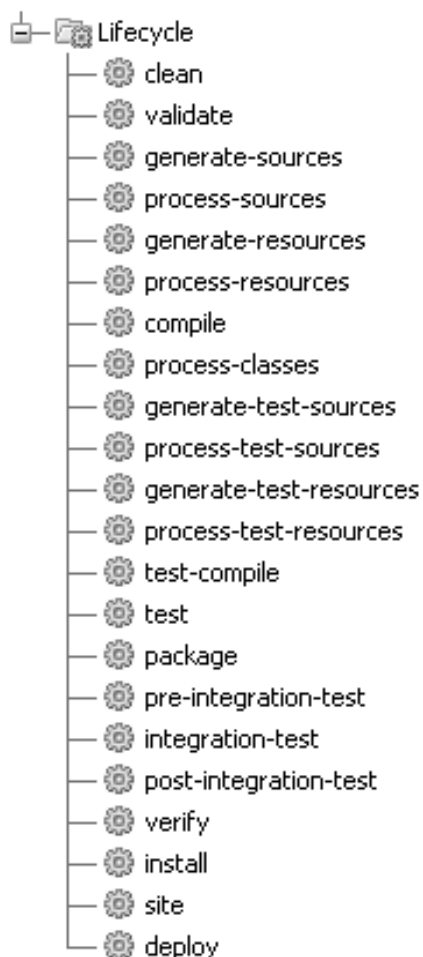 Lifecycle
clean
validate
generate-sources
process-sources
generate-resources
process-resources
compile
process-classes
generate-test-sources
process-test-sources
generate-test-resources
process-test-resources
test-compile
test
package
pre-integration-test
integration-test
post-integration-test
verify
install
site
deploy